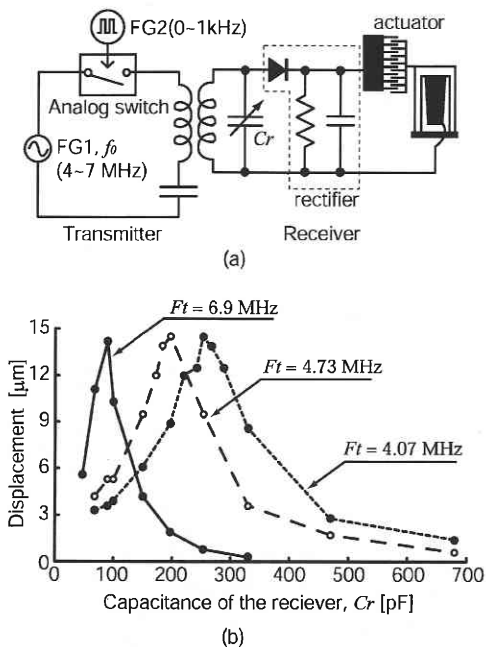 FG2(0~1kHz)
actuator
Analog switch
Cr
FG1, f0
(4~7 MHz)
rectifier
Transmitter
Receiver
(a)
Ft = 6.9 MHz
Ft = 4.73 MHz
Ft = 4.07 MHz
Displacement [μm]
15
12
9
6
3
0
0 100 200 300 400 500 600 700
Capacitance of the reciever, Cr [pF]
(b)